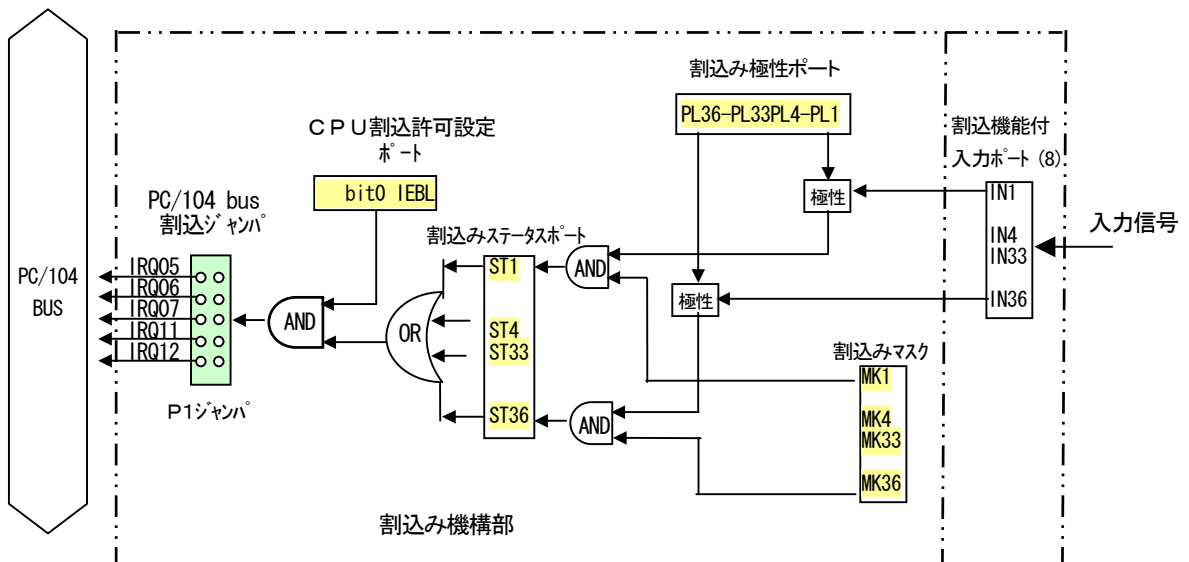 割込み極性ポート
PL36-PL33PL4-PL1
割込機能付
入力ポート(8)
CPU割込許可設定
ポート
bit0 IEBL
IN1
極性
入力信号
PC/104 bus
割込ジャンパ
割込みステータスポート
IN4
IN33
PC/104
BUS
IRQ05
IRQ06
IRQ07
IRQ11
IRQ12
ST1
AND
極性
IN36
AND
OR
ST4
ST33
割込みマスク
MK1
P1ジャンパ
ST36
AND
MK4
MK33
MK36
割込み機構部